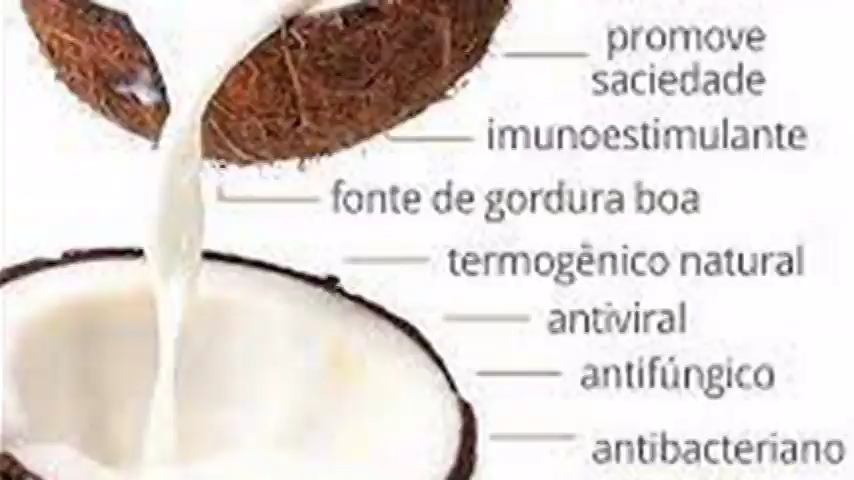 promove
saciedade
imunoestimulante
fonte de gordura boa
termogênico natural
antiviral
antifúngico
antibacteriano